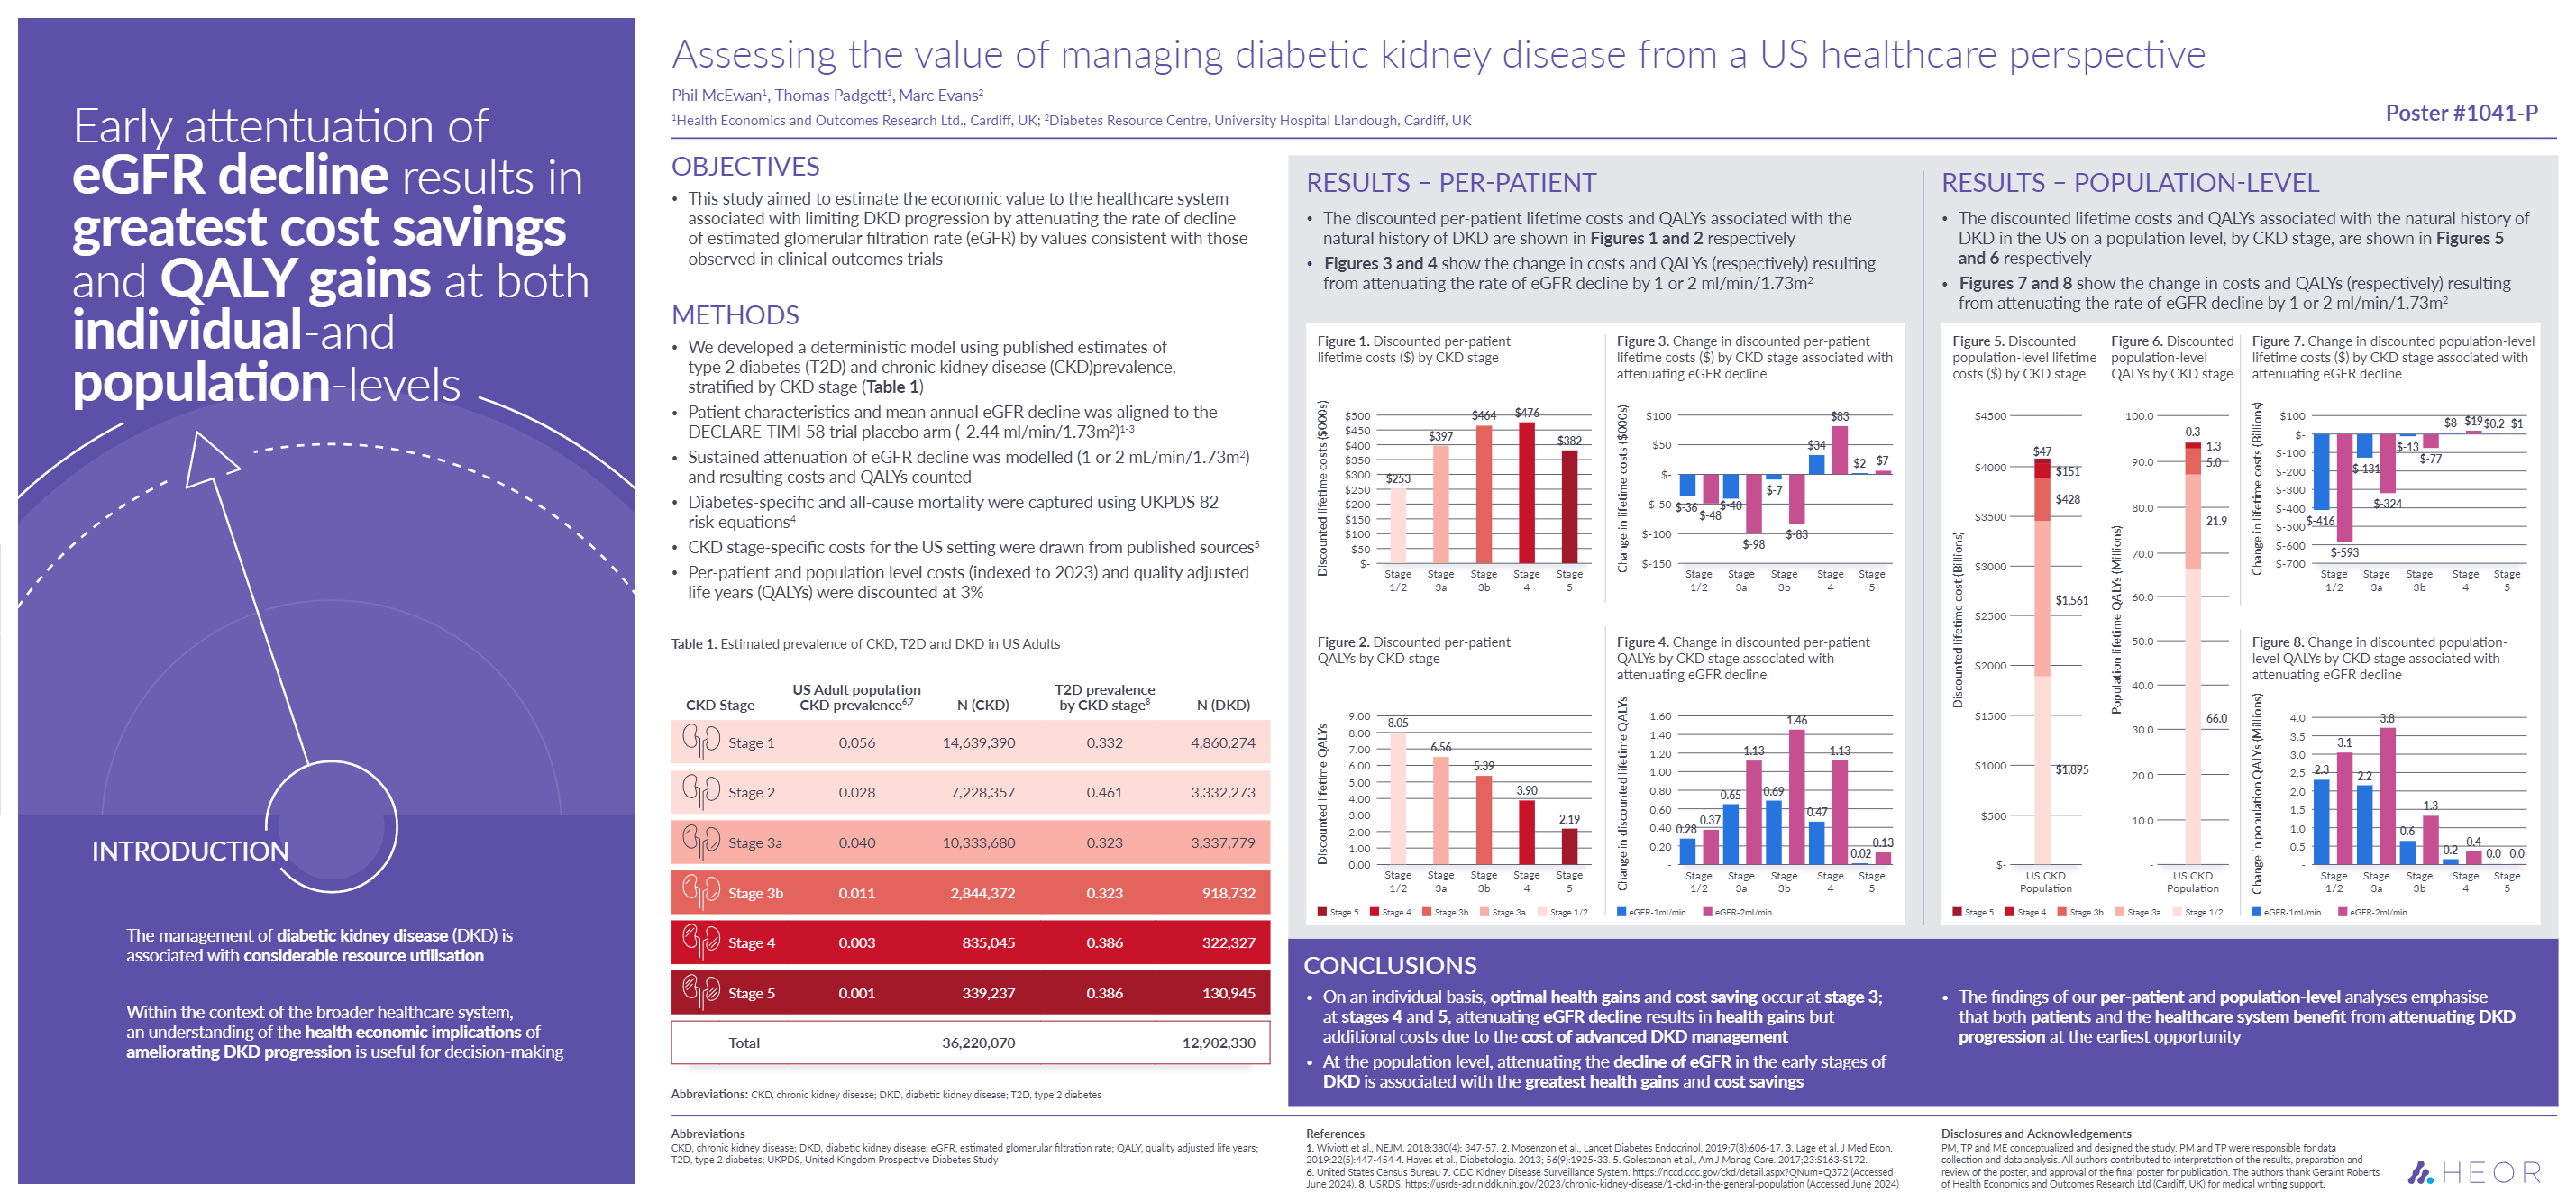 Early attentuation of
eGFR decline results in
greatest cost savings
and QALY gains at both
individual-and
population-levels
INTRODUCTION
The management of diabetic kidney disease (DKD) is
associated with considerable resource utilisation
Within the context of the broader healthcare system,
an understanding of the health economic implications of
ameliorating DKD progression is useful for decision-making
Assessing the value of managing diabetic kidney disease from a US healthcare perspective
Phil McEwan¹, Thomas Padgett¹, Marc Evans²
¹Health Economics and Outcomes Research Ltd., Cardiff, UK; ²Diabetes Resource Centre, University Hospital Llandough, Cardiff, UK
Poster #1041-P
OBJECTIVES
• This study aimed to estimate the economic value to the healthcare system
associated with limiting DKD progression by attenuating the rate of decline
of estimated glomerular filtration rate (eGFR) by values consistent with those
observed in clinical outcomes trials
METHODS
• We developed a deterministic model using published estimates of
type 2 diabetes (T2D) and chronic kidney disease (CKD)prevalence,
stratified by CKD stage (Table 1)
• Patient characteristics and mean annual eGFR decline was aligned to the
DECLARE-TIMI 58 trial placebo arm (-2.44 ml/min/1.73m²)¹⁻³
• Sustained attenuation of eGFR decline was modelled (1 or 2 mL/min/1.73m²)
and resulting costs and QALYs counted
• Diabetes-specific and all-cause mortality were captured using UKPDS 82
risk equations⁴
• CKD stage-specific costs for the US setting were drawn from published sources⁵
• Per-patient and population level costs (indexed to 2023) and quality adjusted
life years (QALYs) were discounted at 3%
Table 1. Estimated prevalence of CKD, T2D and DKD in US Adults
CKD Stage US Adult population CKD prevalence⁶,⁷ N (CKD) T2D prevalence by CKD stage⁸ N (DKD)
Stage 1 0.056 14,639,390 0.332 4,860,274
Stage 2 0.028 7,228,357 0.461 3,332,273
Stage 3a 0.040 10,333,680 0.323 3,337,779
Stage 3b 0.011 2,844,372 0.323 918,732
Stage 4 0.003 835,045 0.386 322,327
Stage 5 0.001 339,237 0.386 130,945
Total 36,220,070 12,902,330
Abbreviations: CKD, chronic kidney disease; DKD, diabetic kidney disease; T2D, type 2 diabetes
RESULTS – PER-PATIENT
• The discounted per-patient lifetime costs and QALYs associated with the
natural history of DKD are shown in Figures 1 and 2 respectively
• Figures 3 and 4 show the change in costs and QALYs (respectively) resulting
from attenuating the rate of eGFR decline by 1 or 2 ml/min/1.73m²
Figure 1. Discounted per-patient
lifetime costs ($) by CKD stage
Discounted lifetime costs ($000s)
$500
$450
$400
$350
$300
$250
$200
$150
$100
$50
$-
$253 $397 $464 $476 $382
Stage 1/2 Stage 3a Stage 3b Stage 4 Stage 5
Figure 2. Discounted per-patient
QALYs by CKD stage
Discounted lifetime QALYs
9.00
8.00
7.00
6.00
5.00
4.00
3.00
2.00
1.00
0.00
8.05 6.56 5.39 3.90 2.19
Stage 1/2 Stage 3a Stage 3b Stage 4 Stage 5
Stage 5 Stage 4 Stage 3b Stage 3a Stage 1/2
Figure 3. Change in discounted per-patient
lifetime costs ($) by CKD stage associated with
attenuating eGFR decline
Change in lifetime costs ($000s)
$100
$50
$-
$-50
$-100
$-150
$-36 $-48 $-40 $-98 $-7 $-83 $34 $83 $2 $7
Stage 1/2 Stage 3a Stage 3b Stage 4 Stage 5
Figure 4. Change in discounted per-patient
QALYs by CKD stage associated with
attenuating eGFR decline
Change in discounted lifetime QALYs
1.60
1.40
1.20
1.00
0.80
0.60
0.40
0.20
-
0.28 0.37 0.65 1.13 0.69 1.46 0.47 1.13 0.02 0.13
Stage 1/2 Stage 3a Stage 3b Stage 4 Stage 5
eGFR-1ml/min eGFR-2ml/min
RESULTS – POPULATION-LEVEL
• The discounted lifetime costs and QALYs associated with the natural history of
DKD in the US on a population level, by CKD stage, are shown in Figures 5
and 6 respectively
• Figures 7 and 8 show the change in costs and QALYs (respectively) resulting
from attenuating the rate of eGFR decline by 1 or 2 ml/min/1.73m²
Figure 5. Discounted
population-level lifetime
costs ($) by CKD stage
Discounted lifetime cost (Billions)
$4500
$4000
$3500
$3000
$2500
$2000
$1500
$1000
$500
$-
$47
$151
$428
$1,561
$1,895
US CKD
Population
Figure 6. Discounted
population-level
QALYs by CKD stage
Population lifetime QALYs (Millions)
100.0
90.0
80.0
70.0
60.0
50.0
40.0
30.0
20.0
10.0
-
0.3
1.3
5.0
21.9
66.0
US CKD
Population
Stage 5 Stage 4 Stage 3b Stage 3a Stage 1/2
Figure 7. Change in discounted population-level
lifetime costs ($) by CKD stage associated with
attenuating eGFR decline
Change in lifetime costs (Billions)
$100
$-
$-100
$-200
$-300
$-400
$-500
$-600
$-700
$-416 $-593 $-131 $-324 $-13 $-77 $8 $19 $0.2 $1
Stage 1/2 Stage 3a Stage 3b Stage 4 Stage 5
Figure 8. Change in discounted population-
level QALYs by CKD stage associated with
attenuating eGFR decline
Change in population QALYs (Millions)
4.0
3.5
3.0
2.5
2.0
1.5
1.0
0.5
-
2.3 3.1 2.2 3.8 0.6 1.3 0.2 0.4 0.0 0.0
Stage 1/2 Stage 3a Stage 3b Stage 4 Stage 5
eGFR-1ml/min eGFR-2ml/min
CONCLUSIONS
• On an individual basis, optimal health gains and cost saving occur at stage 3;
at stages 4 and 5, attenuating eGFR decline results in health gains but
additional costs due to the cost of advanced DKD management
• At the population level, attenuating the decline of eGFR in the early stages of
DKD is associated with the greatest health gains and cost savings
• The findings of our per-patient and population-level analyses emphasise
that both patients and the healthcare system benefit from attenuating DKD
progression at the earliest opportunity
Abbreviations
CKD, chronic kidney disease; DKD, diabetic kidney disease; eGFR, estimated glomerular filtration rate; QALY, quality adjusted life years;
T2D, type 2 diabetes; UKPDS, United Kingdom Prospective Diabetes Study
References
1. Wiviott et al., NEJM. 2018;380(4): 347-57. 2. Mosenzon et al., Lancet Diabetes Endocrinol. 2019;7(8):606-17. 3. Lage et al. J Med Econ.
2019:22(5):447-454 4. Hayes et al., Diabetologia. 2013; 56(9):1925-33. 5. Golestanah et al., Am J Manag Care. 2017;23:S163-S172.
6. United States Census Bureau 7. CDC Kidney Disease Surveillance System. https://nccd.cdc.gov/ckd/detail.aspx?QNum=Q372 (Accessed
June 2024). 8. USRDS. https://usrds-adr.niddk.nih.gov/2023/chronic-kidney-disease/1-ckd-in-the-general-population (Accessed June 2024)
Disclosures and Acknowledgements
PM, TP and ME conceptualized and designed the study. PM and TP were responsible for data
collection and data analysis. All authors contributed to interpretation of the results, preparation and
review of the poster, and approval of the final poster for publication. The authors thank Geraint Roberts
of Health Economics and Outcomes Research Ltd (Cardiff, UK) for medical writing support.
HEOR